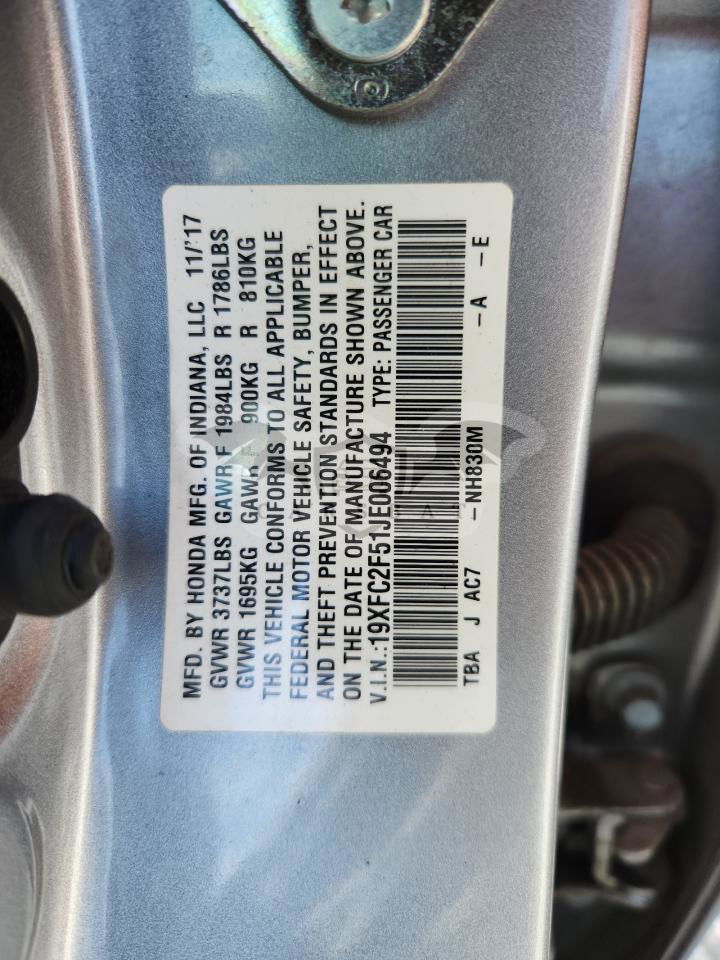 MFD. BY HONDA MFG. OF INDIANA, LLC 11/'17
GVWR 3737LBS GAWR F 1984LBS R 1786LBS
GVWR 1695KG GAWR F 900KG R 810KG
THIS VEHICLE CONFORMS TO ALL APPLICABLE
FEDERAL MOTOR VEHICLE SAFETY, BUMPER,
AND THEFT PREVENTION STANDARDS IN EFFECT
ON THE DATE OF MANUFACTURE SHOWN ABOVE.
V.I.N.:19XFC2F51JE006494 TYPE: PASSENGER CAR
TBA J AC7 -NH830M -A -E